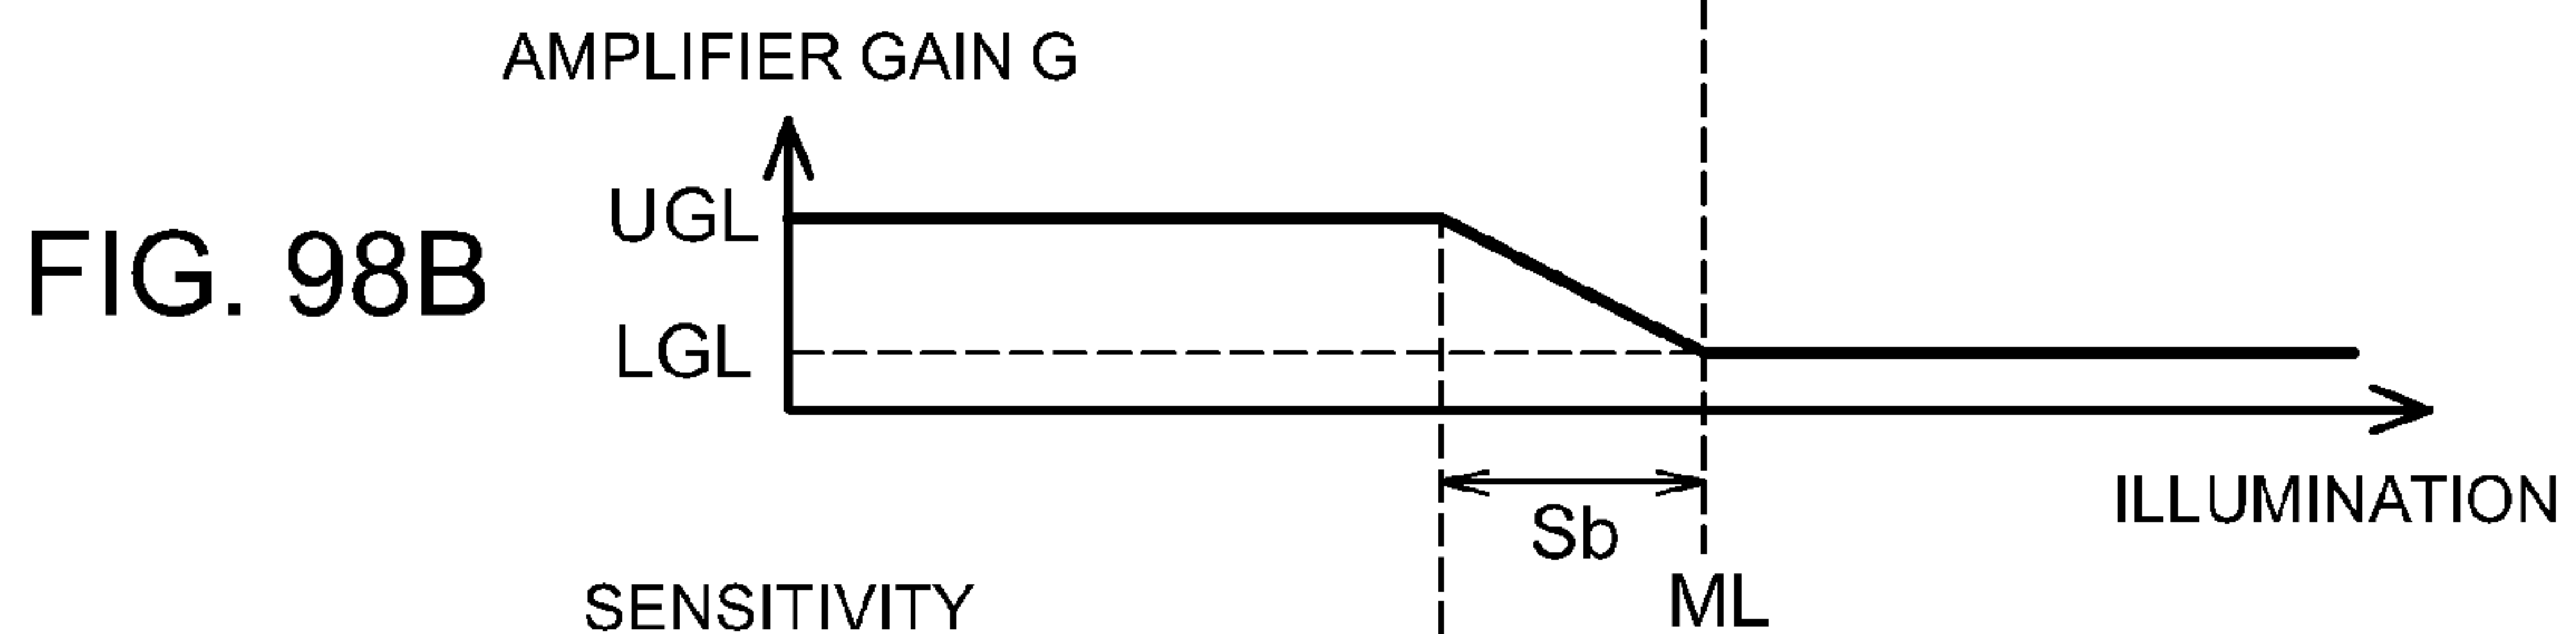 AMPLIFIER GAIN G
UGL
FIG. 98B
LGL
ILLUMINATION
Sb
ML
SENSITIVITY